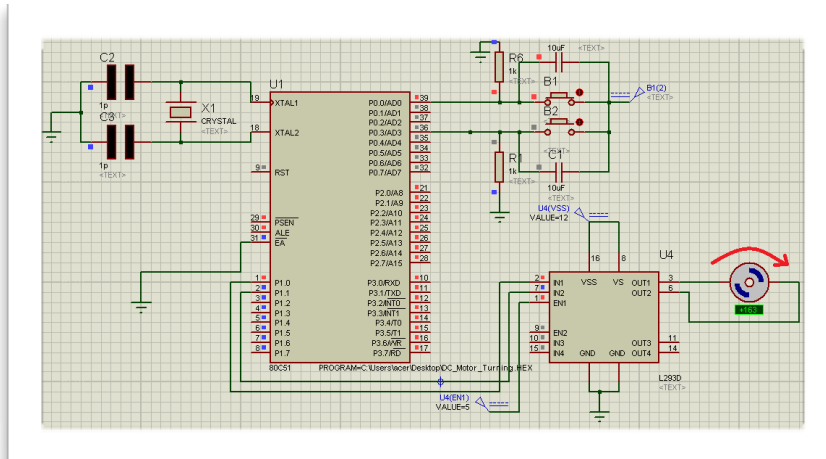 C2
1p
<TEXT>
C3
1p
<TEXT>
X1
CRYSTAL
<TEXT>
U1
19
XTAL1
18
XTAL2
9
RST
29
PSEN
30
ALE
31
EA
1
P1.0
2
P1.1
3
P1.2
4
P1.3
5
P1.4
6
P1.5
7
P1.6
8
P1.7
P0.0/AD0
39
P0.1/AD1
38
P0.2/AD2
37
P0.3/AD3
36
P0.4/AD4
35
P0.5/AD5
34
P0.6/AD6
33
P0.7/AD7
32
P2.0/A8
21
P2.1/A9
22
P2.2/A10
23
P2.3/A11
24
P2.4/A12
25
P2.5/A13
26
P2.6/A14
27
P2.7/A15
28
P3.0/RXD
10
P3.1/TXD
11
P3.2/INT0
12
P3.3/INT1
13
P3.4/T0
14
P3.5/T1
15
P3.6/WR
16
P3.7/RD
17
80C51
PROGRAM=C:\Users\acer\Desktop\DC_Motor_Turning.HEX
R6
1k
<TEXT>
10uF
<TEXT>
B1
B2
<TEXT>
B1(2)
<TEXT>
R1
1k
<TEXT>
C1
10uF
<TEXT>
U4(VSS)
VALUE=12
U4
16
8
2
IN1
7
IN2
1
EN1
9
EN2
10
IN3
15
IN4
VSS
VS
OUT1
3
OUT2
6
OUT3
11
OUT4
14
GND
GND
L293D
<TEXT>
+163
U4(EN1)
VALUE=5